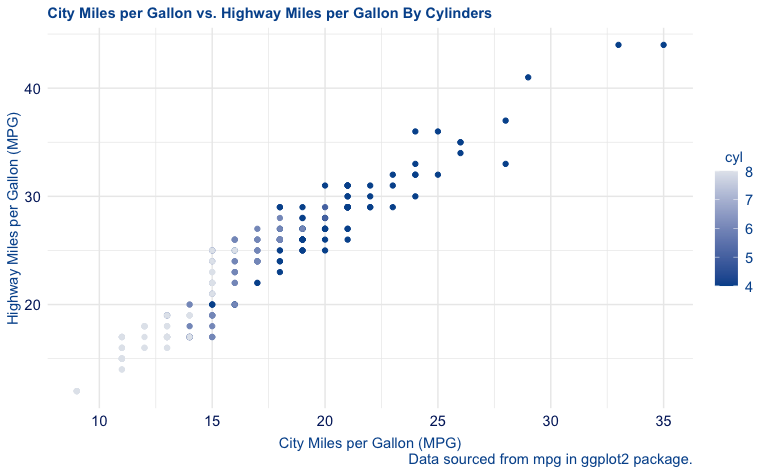 City Miles per Gallon vs. Highway Miles per Gallon By Cylinders
Highway Miles per Gallon (MPG)
40
30
20
10 15 20 25 30 35
City Miles per Gallon (MPG)
Data sourced from mpg in ggplot2 package.
cyl
8
7
6
5
4